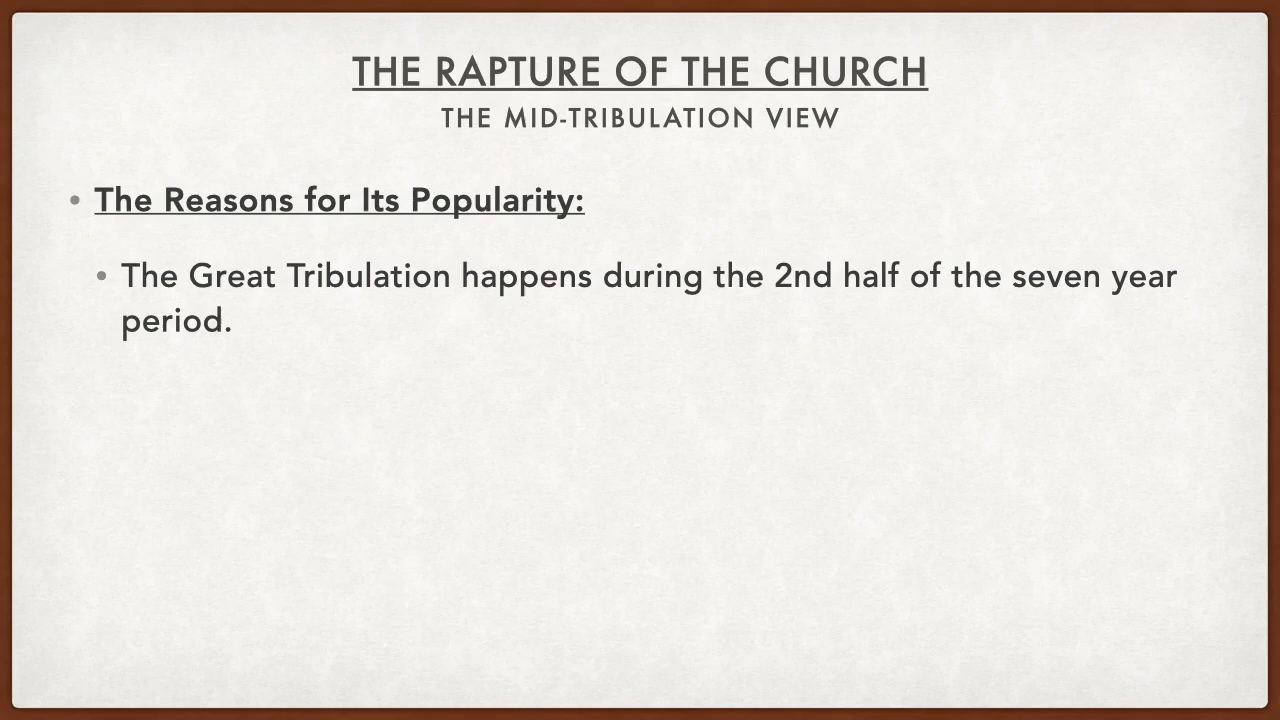 THE RAPTURE OF THE CHURCH
THE MID-TRIBULATION VIEW
• The Reasons for Its Popularity:
• The Great Tribulation happens during the 2nd half of the seven year
period.